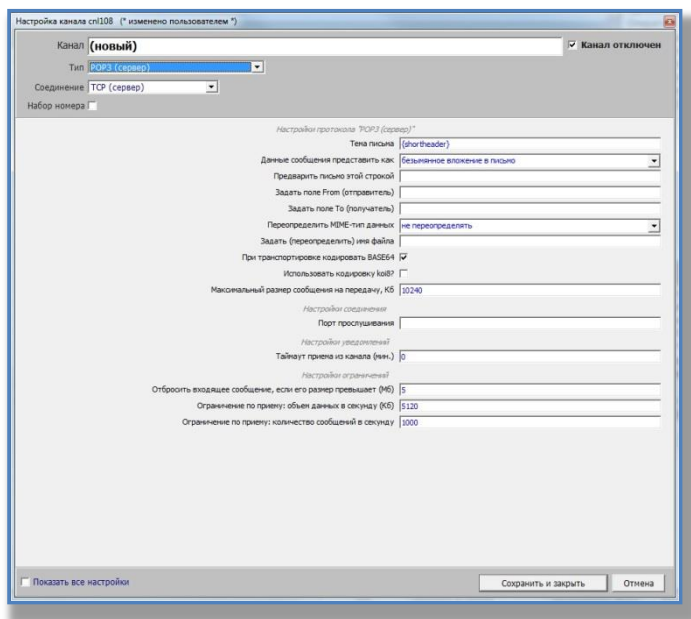 Настройка канала cnl108 (* изменено пользователем *)
Канал (новый) Канал отключен
Тип POP3 (сервер)
Соединение TCP (сервер)
Набор номера
Настройки протокола "POP3 (сервер)"
Тема письма (shortheader)
Данные сообщения представить как безымянное вложение в письмо
Предварить письмо этой строкой
Задать поле From (отправитель)
Задать поле To (получатель)
Переопределить MIME-тип данных не переопределять
Задать (переопределить) имя файла
При транспортировке кодировать BASE64
Использовать кодировку koi8?
Максимальный размер сообщения на передачу, Кб 10240
Настройки соединения
Порт прослушивания
Настройки уведомлений
Таймаут приема из канала (мин.) 0
Настройки ограничений
Отбросить входящее сообщение, если его размер превышает (Мб) 5
Ограничение по приему: объем данных в секунду (Кб) 5120
Ограничение по приему: количество сообщений в секунду 1000
Показать все настройки Сохранить и закрыть Отмена